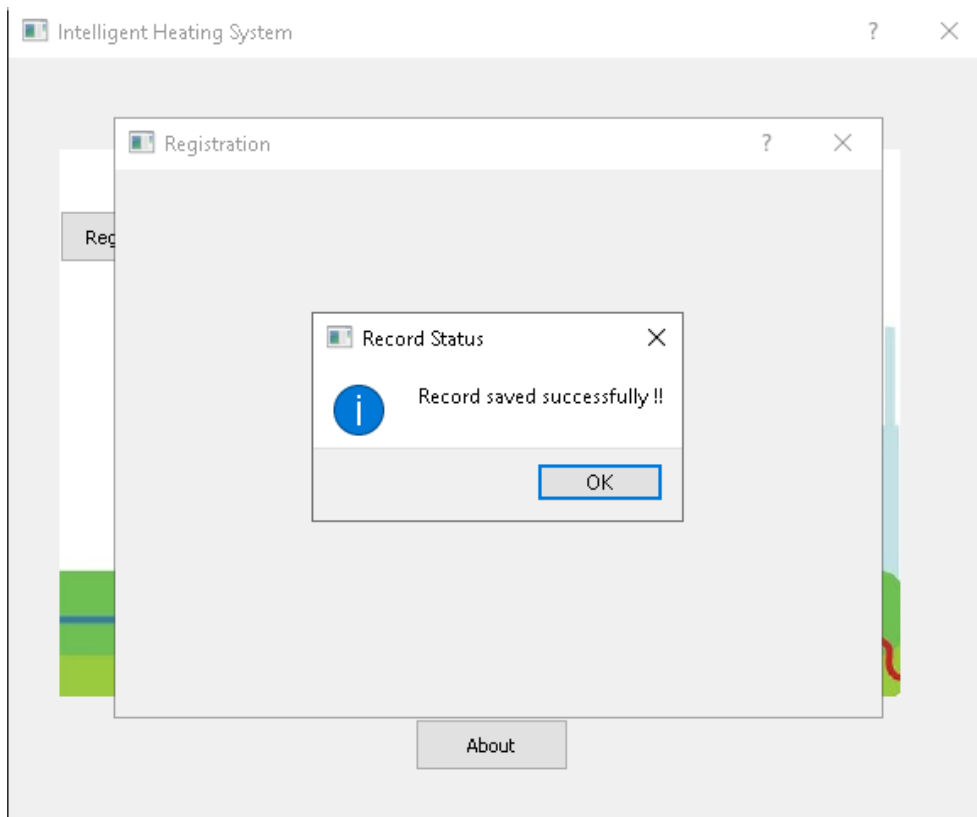 Intelligent Heating System
Registration
Reg
Record Status
Record saved successfully !!
i
OK
About